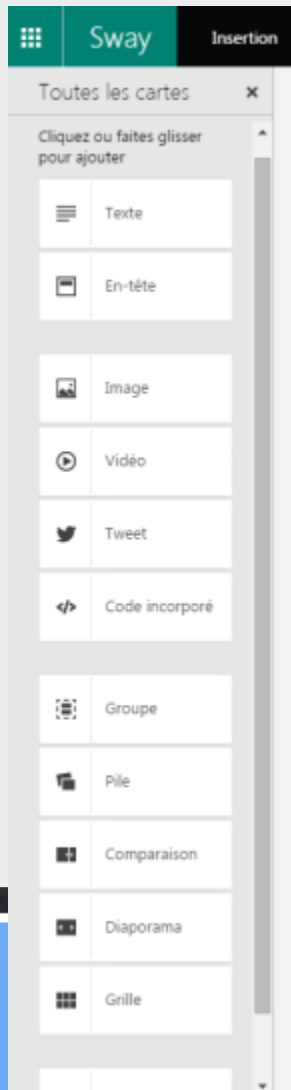 Sway Insertion
Toutes les cartes
Cliquez ou faites glisser
pour ajouter
Texte
En-tête
Image
Vidéo
Tweet
Code incorporé
Groupe
Pile
Comparaison
Diaporama
Grille